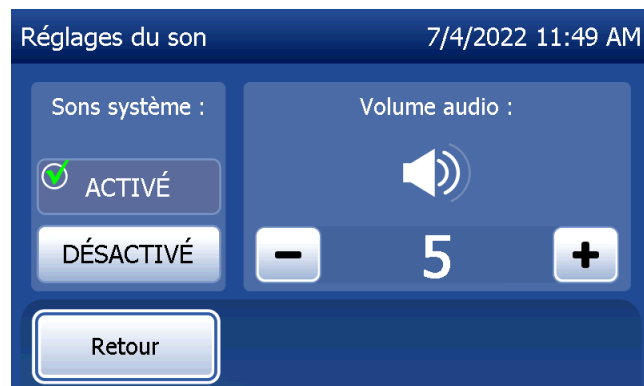 Réglages du son 7/4/2022 11:49 AM
Sons système :
ACTIVÉ
DÉSACTIVÉ
Volume audio :
5
Retour